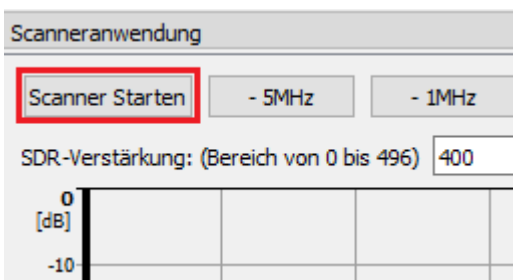 Scanneranwendung
Scanner Starten - 5MHz - 1MHz
SDR-Verstärkung: (Bereich von 0 bis 496) 400
0
[dB]
-10